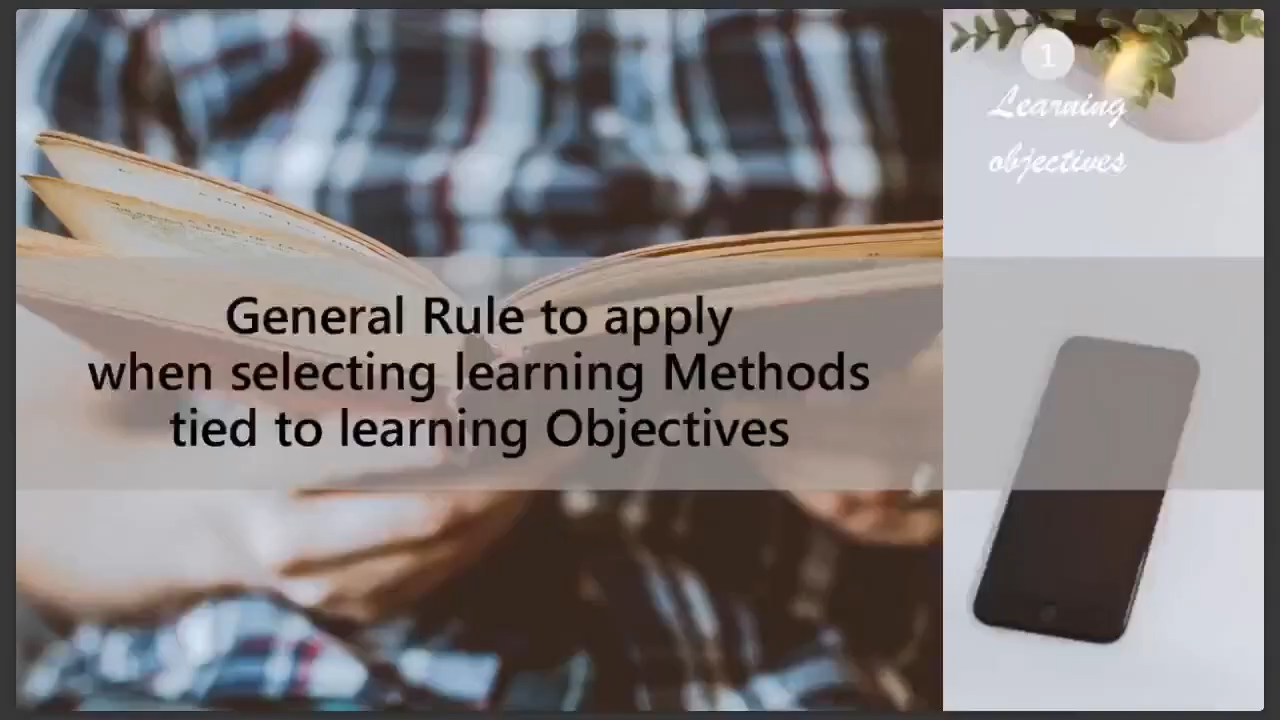 General Rule to apply
when selecting learning Methods
tied to learning Objectives
1
Learning
objectives